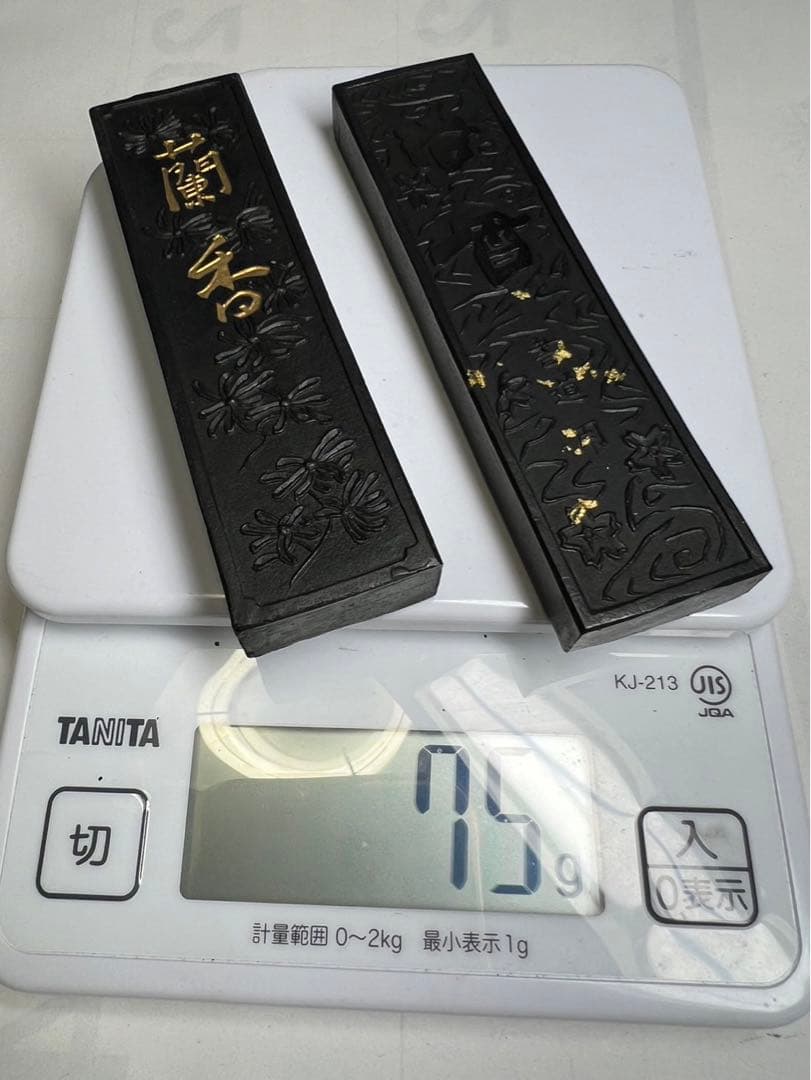 蘭
香
KJ-213
JIS
JQA
TANITA
75g
切
入
0表示
計量範囲 0～2kg 最小表示1g